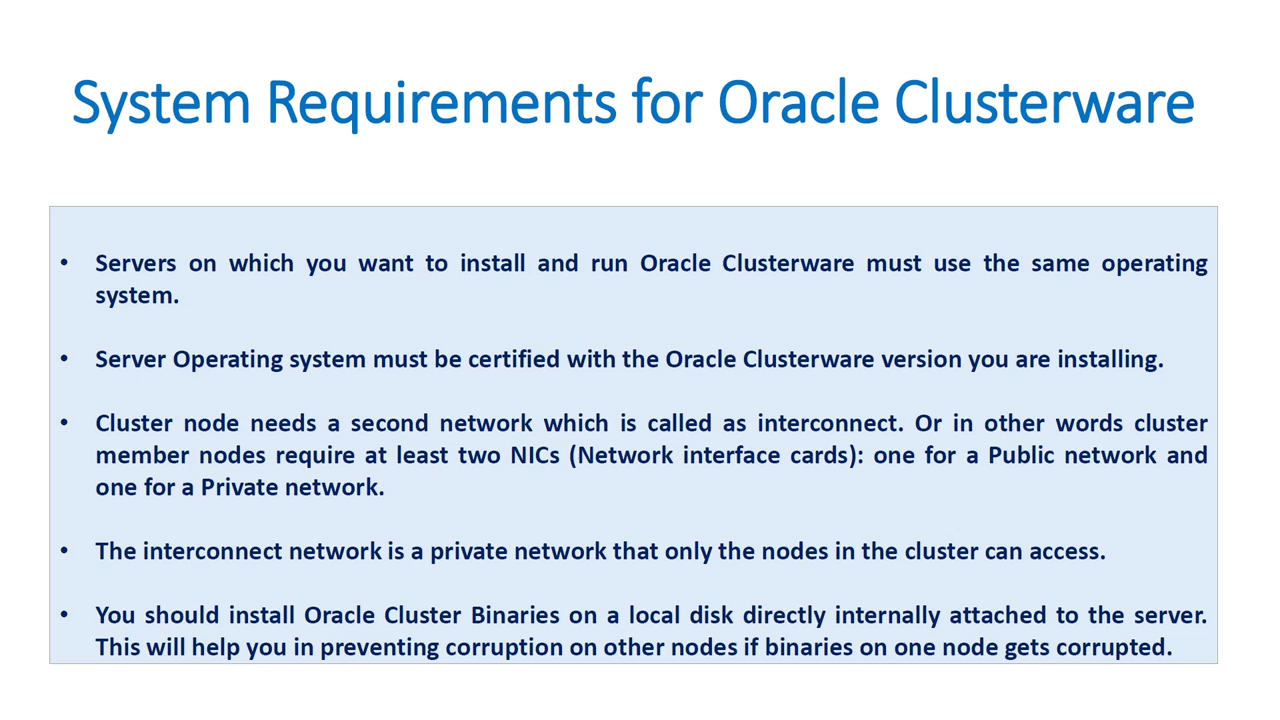 System Requirements for Oracle Clusterware
• Servers on which you want to install and run Oracle Clusterware must use the same operating
system.
• Server Operating system must be certified with the Oracle Clusterware version you are installing.
• Cluster node needs a second network which is called as interconnect. Or in other words cluster
member nodes require at least two NICs (Network interface cards): one for a Public network and
one for a Private network.
• The interconnect network is a private network that only the nodes in the cluster can access.
• You should install Oracle Cluster Binaries on a local disk directly internally attached to the server.
This will help you in preventing corruption on other nodes if binaries on one node gets corrupted.